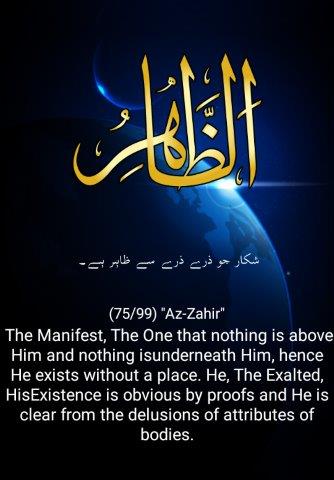 الظَّاهِرُ
شکار جو ذرے ذرے سے ظاہر ہے۔
(75/99) "Az-Zahir"
The Manifest, The One that nothing is above
Him and nothing isunderneath Him, hence
He exists without a place. He, The Exalted,
HisExistence is obvious by proofs and He is
clear from the delusions of attributes of
bodies.